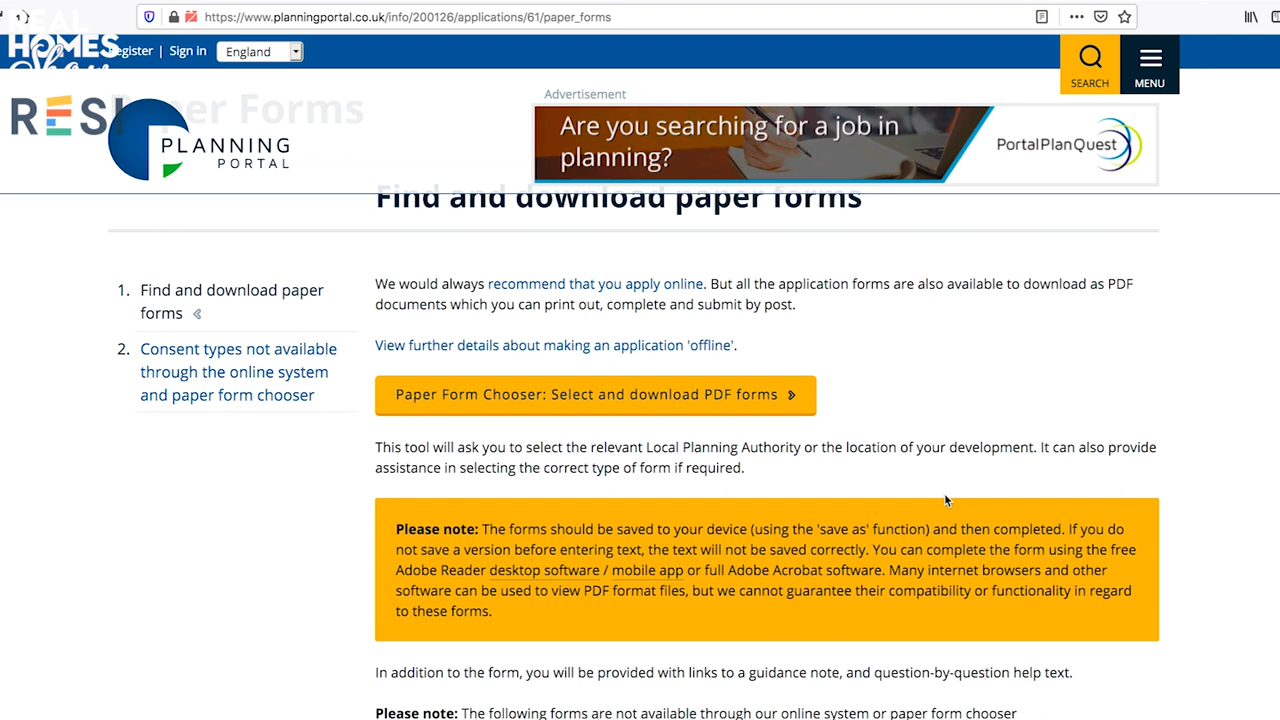 https://www.planningportal.co.uk/info/200126/applications/61/paper_forms
HOMES
Register | Sign in England
SEARCH
MENU
RESI
Paper Forms
PLANNING
PORTAL
Advertisement
Are you searching for a job in
planning?
PortalPlanQuest
Find and download paper forms
1. Find and download paper
forms
2. Consent types not available
through the online system
and paper form chooser
We would always recommend that you apply online. But all the application forms are also available to download as PDF
documents which you can print out, complete and submit by post.
View further details about making an application 'offline'.
Paper Form Chooser: Select and download PDF forms »
This tool will ask you to select the relevant Local Planning Authority or the location of your development. It can also provide
assistance in selecting the correct type of form if required.
Please note: The forms should be saved to your device (using the 'save as' function) and then completed. If you do
not save a version before entering text, the text will not be saved correctly. You can complete the form using the free
Adobe Reader desktop software / mobile app or full Adobe Acrobat software. Many internet browsers and other
software can be used to view PDF format files, but we cannot guarantee their compatibility or functionality in regard
to these forms.
In addition to the form, you will be provided with links to a guidance note, and question-by-question help text.
Please note: The following forms are not available through our online system or paper form chooser